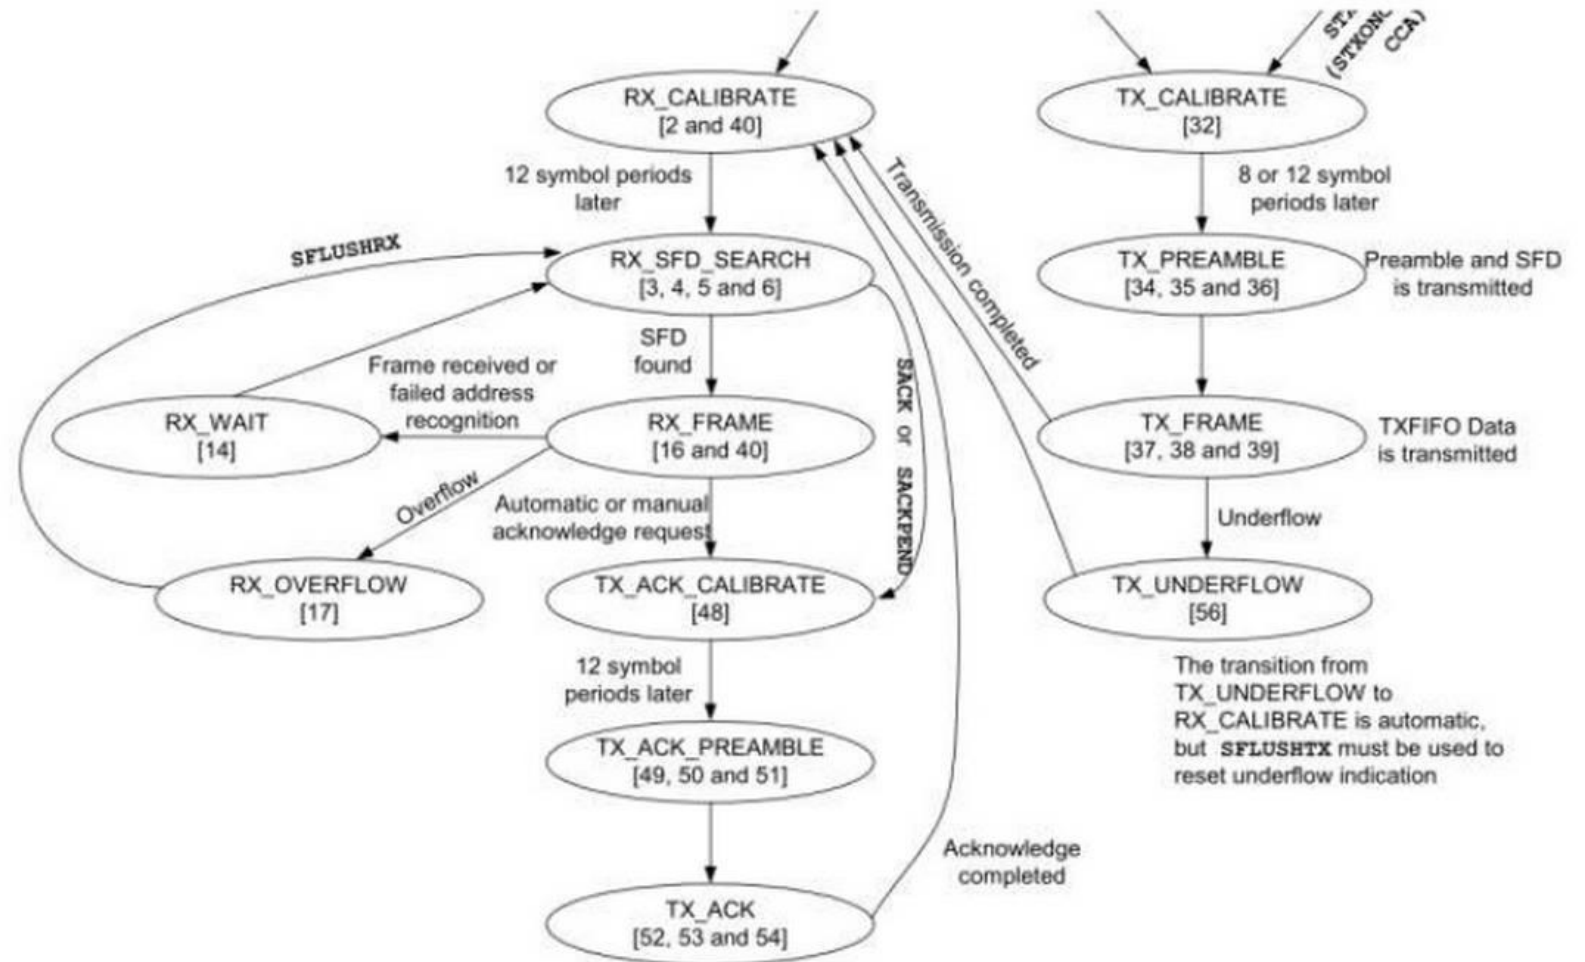 (STXON
CCA)
RX_CALIBRATE
[2 and 40]
TX_CALIBRATE
[32]
12 symbol periods
later
Transmission completed
8 or 12 symbol
periods later
SFLUSHRX
RX_SFD_SEARCH
[3, 4, 5 and 6]
TX_PREAMBLE
[34, 35 and 36]
Preamble and SFD
is transmitted
SFD
found
Frame received or
failed address
recognition
SACK or SACKPEND
RX_WAIT
[14]
RX_FRAME
[16 and 40]
TX_FRAME
[37, 38 and 39]
TXFIFO Data
is transmitted
Overflow
Automatic or manual
acknowledge request
Underflow
RX_OVERFLOW
[17]
TX_ACK_CALIBRATE
[48]
TX_UNDERFLOW
[56]
12 symbol
periods later
The transition from
TX_UNDERFLOW to
RX_CALIBRATE is automatic,
but SFLUSHTX must be used to
reset underflow indication
TX_ACK_PREAMBLE
[49, 50 and 51]
Acknowledge
completed
TX_ACK
[52, 53 and 54]